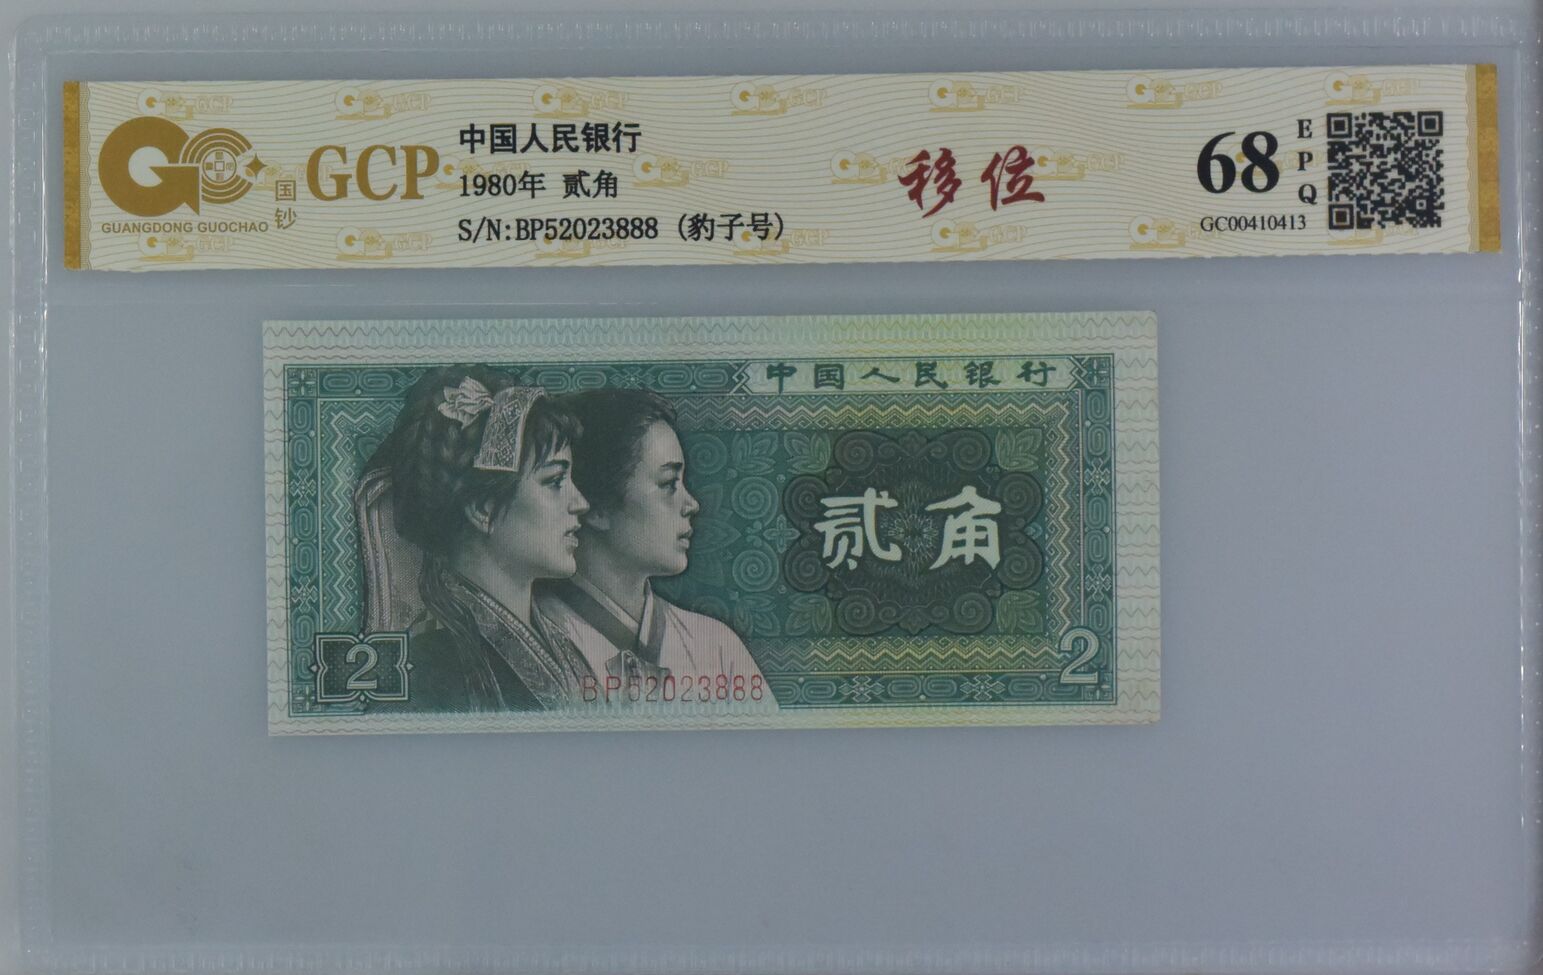 中国人民银行
1980年 贰角
S/N:BP52023888 (豹子号)
GCP
国钞
GUANGDONG GUOCHAO
移位
68
EPQ
GC00410413
中国人民银行
贰角
2
2
BP52023888